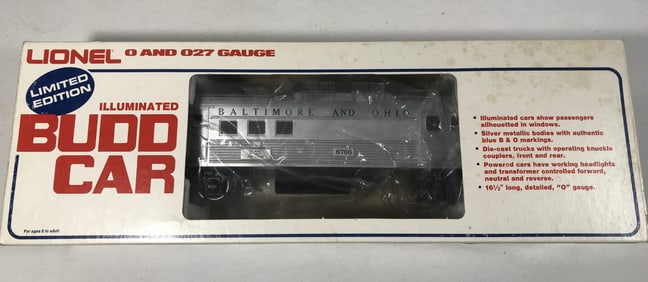 LIONEL O AND O27 GAUGE
LIMITED
EDITION
ILLUMINATED
BUDD
CAR
BALTIMORE AND OHIO
8766
• Illuminated cars show passengers
silhouetted in windows.
• Silver metallic bodies with authentic
blue B & O markings.
• Die-cast trucks with operating knuckle
couplers, front and rear.
• Powered cars have working headlights
and transformer controlled forward,
neutral and reverse.
• 16½" long, detailed, "O" gauge.
For ages 8 to adult